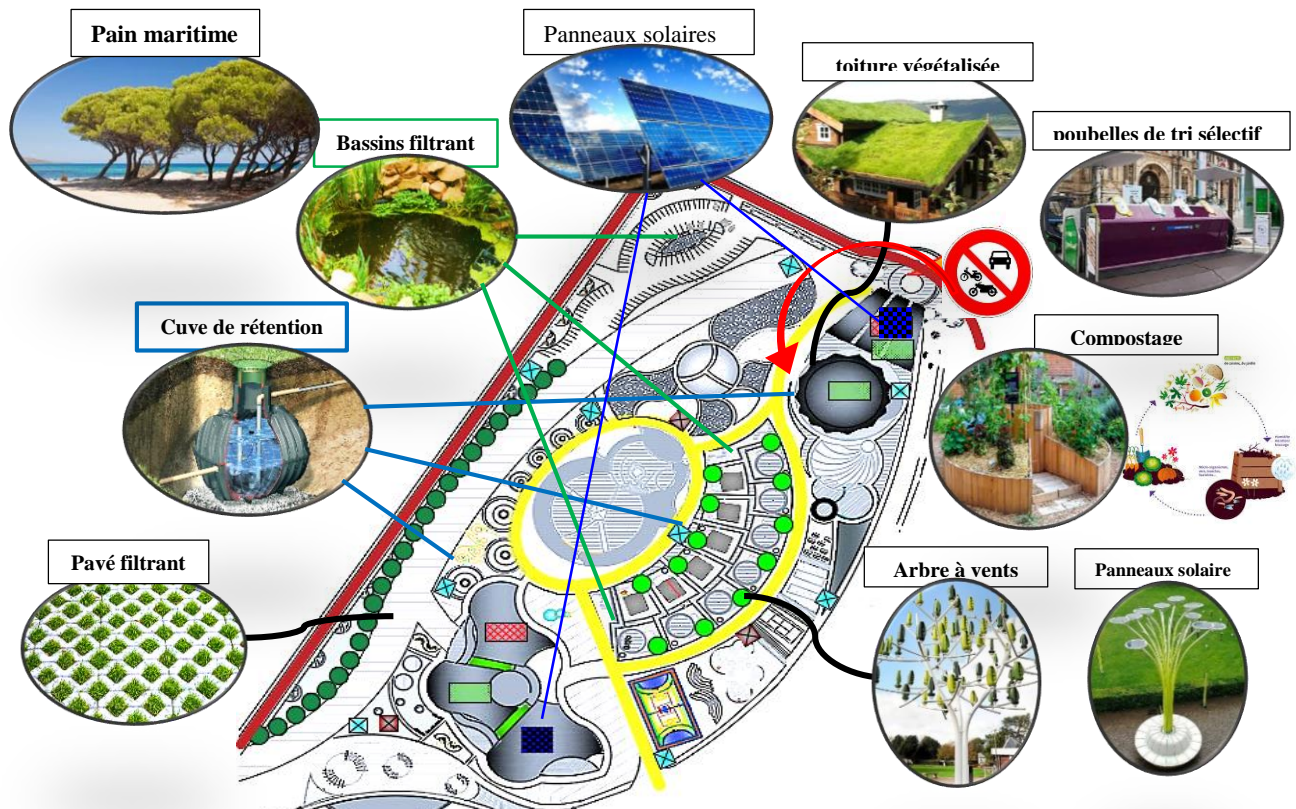 Pain maritime
Panneaux solaires
toiture végétalisée
Bassins filtrant
poubelles de tri sélectif
Cuve de rétention
Compostage
Pavé filtrant
Arbre à vents
Panneaux solaire